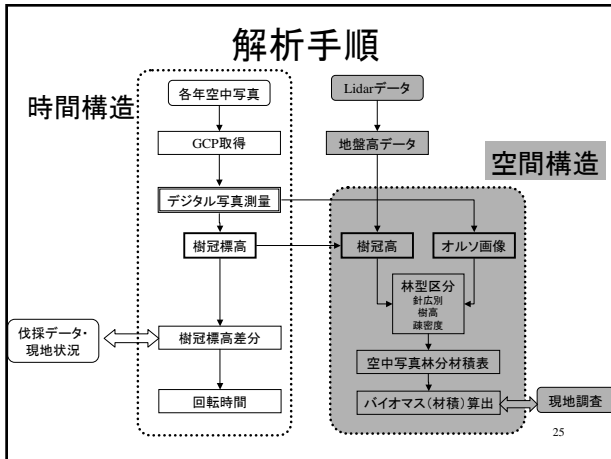 解析手順
時間構造
各年空中写真
GCP取得
デジタル写真測量
樹冠標高
伐採データ・
現地状況
樹冠標高差分
回転時間
Lidarデータ
地盤高データ
空間構造
樹冠高
オルソ画像
林型区分
針広別
樹高
疎密度
空中写真林分材積表
バイオマス(材積)算出
現地調査
25